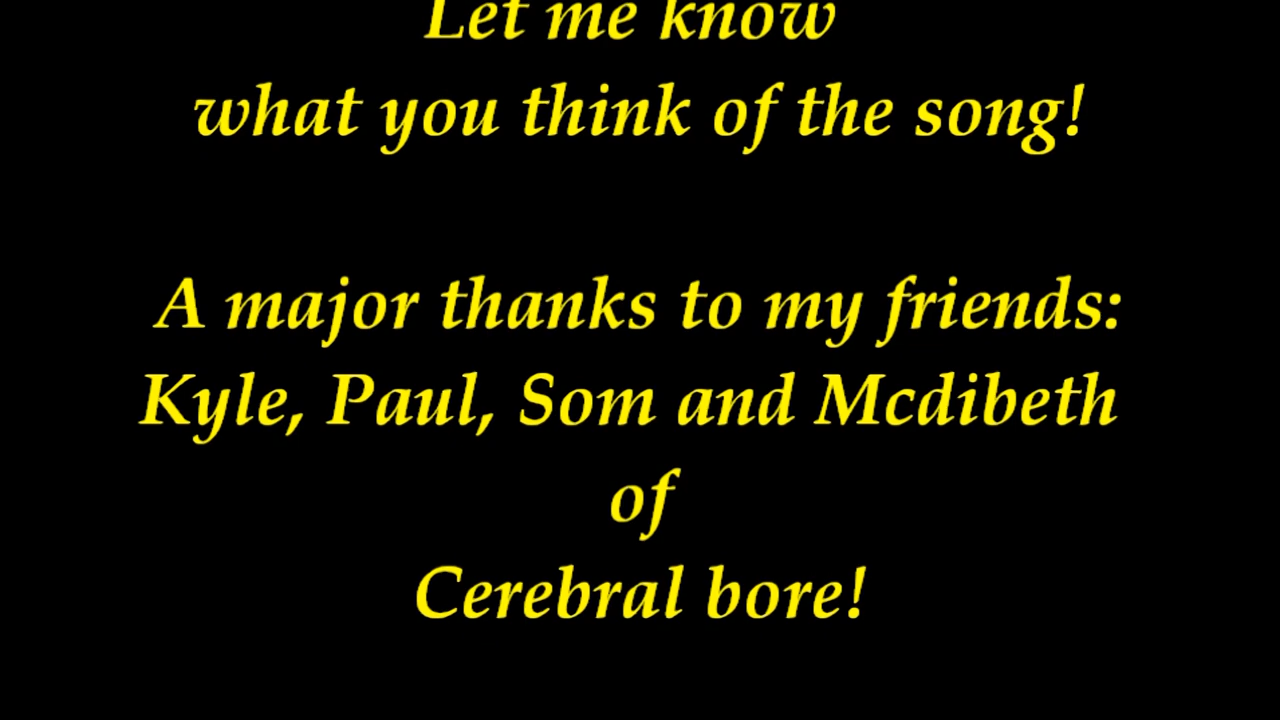 Let me know
what you think of the song!
A major thanks to my friends:
Kyle, Paul, Som and Mcdibeth
of
Cerebral bore!